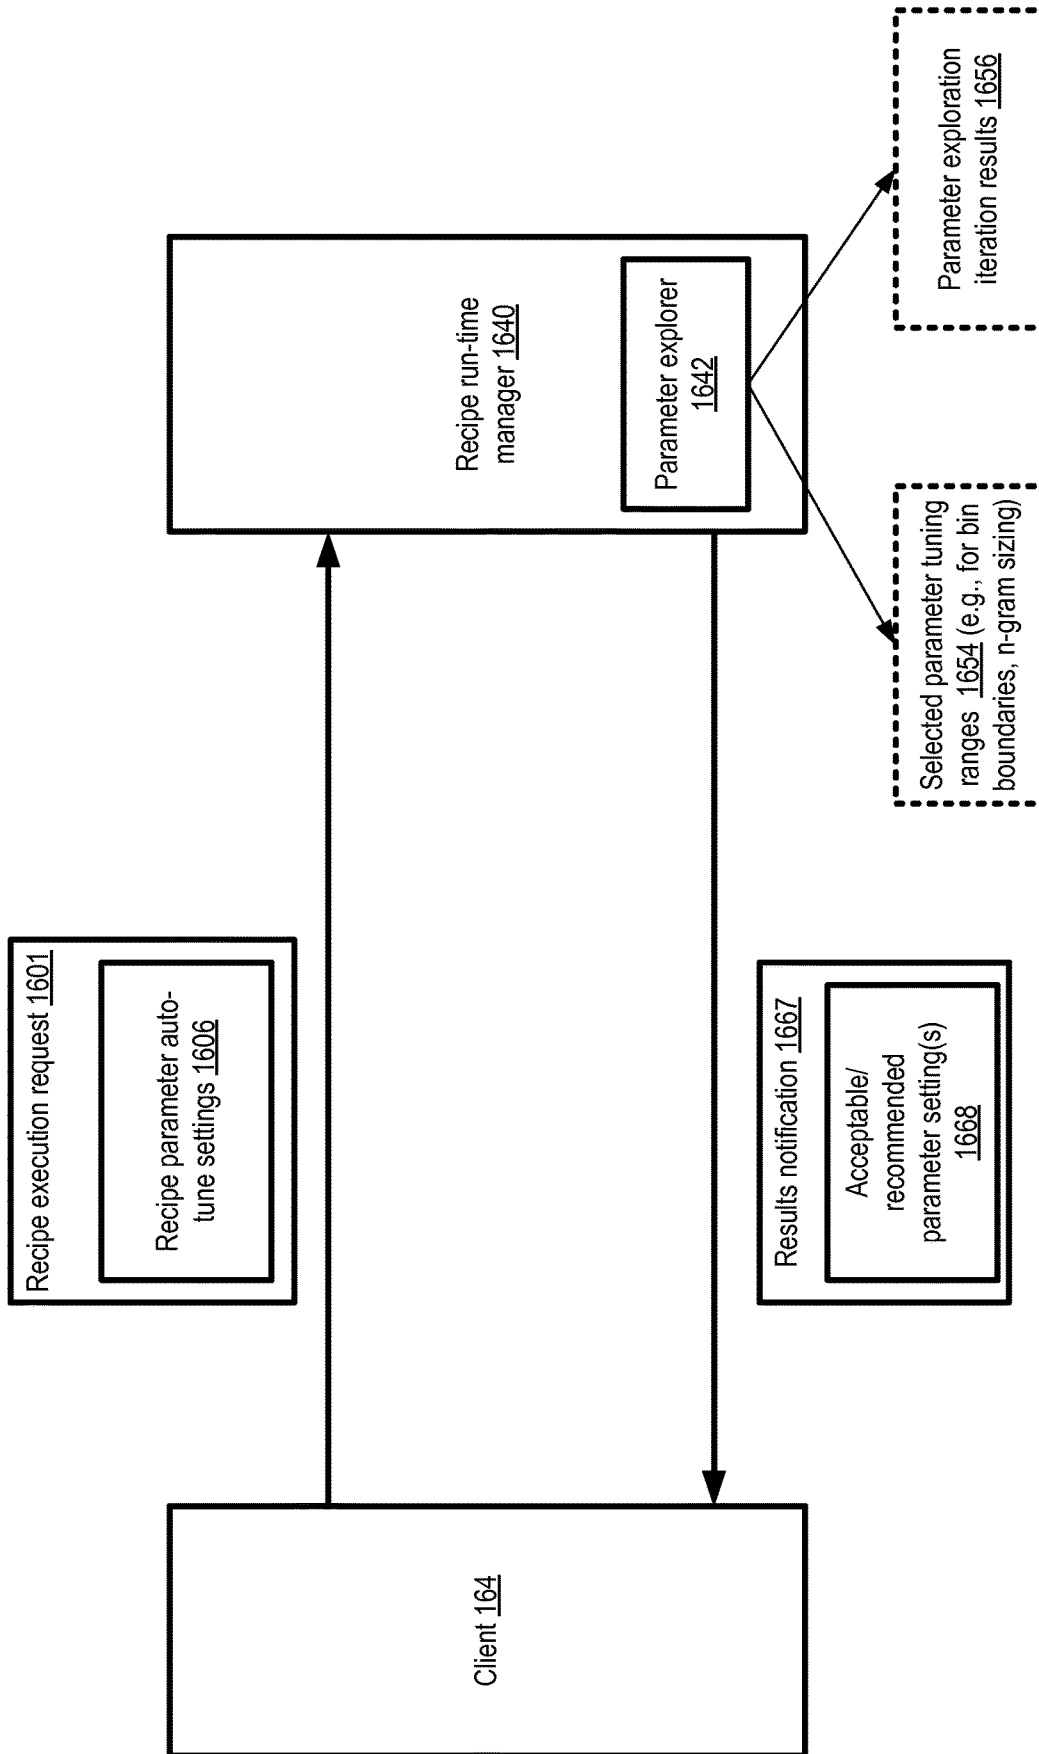 Recipe execution request 1601
Recipe parameter auto-
tune settings 1606
Client 164
Recipe run-time
manager 1640
Parameter explorer
1642
Results notification 1667
Acceptable/
recommended
parameter setting(s)
1668
Selected parameter tuning
ranges 1654 (e.g., for bin
boundaries, n-gram sizing)
Parameter exploration
iteration results 1656